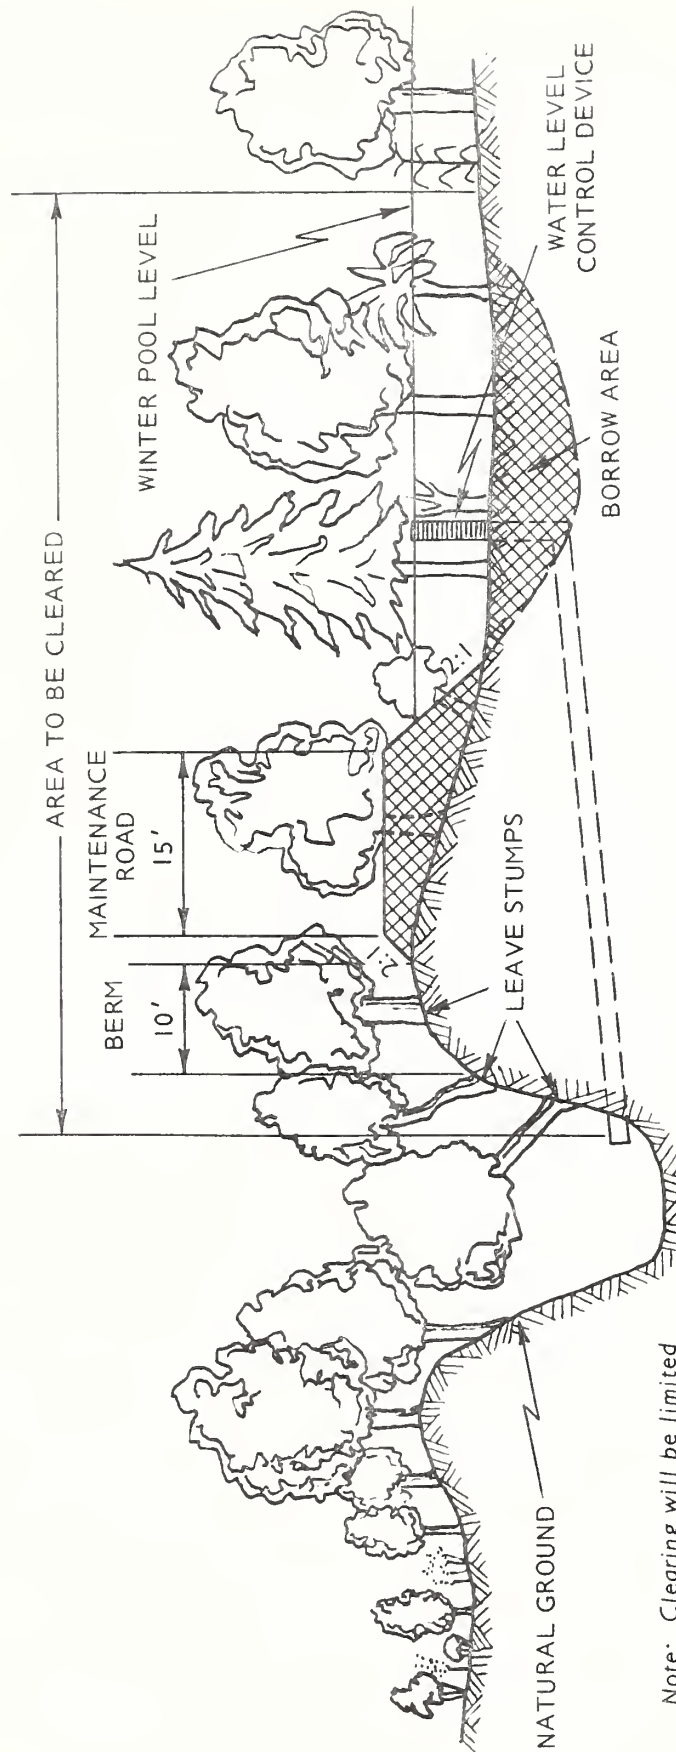 AREA TO BE CLEARED
MAINTENANCE
ROAD
15'
BERM
10'
WINTER POOL LEVEL
2:1
2:1
WATER LEVEL
CONTROL DEVICE
BORROW AREA
LEAVE STUMPS
NATURAL GROUND
Note: Clearing will be limited